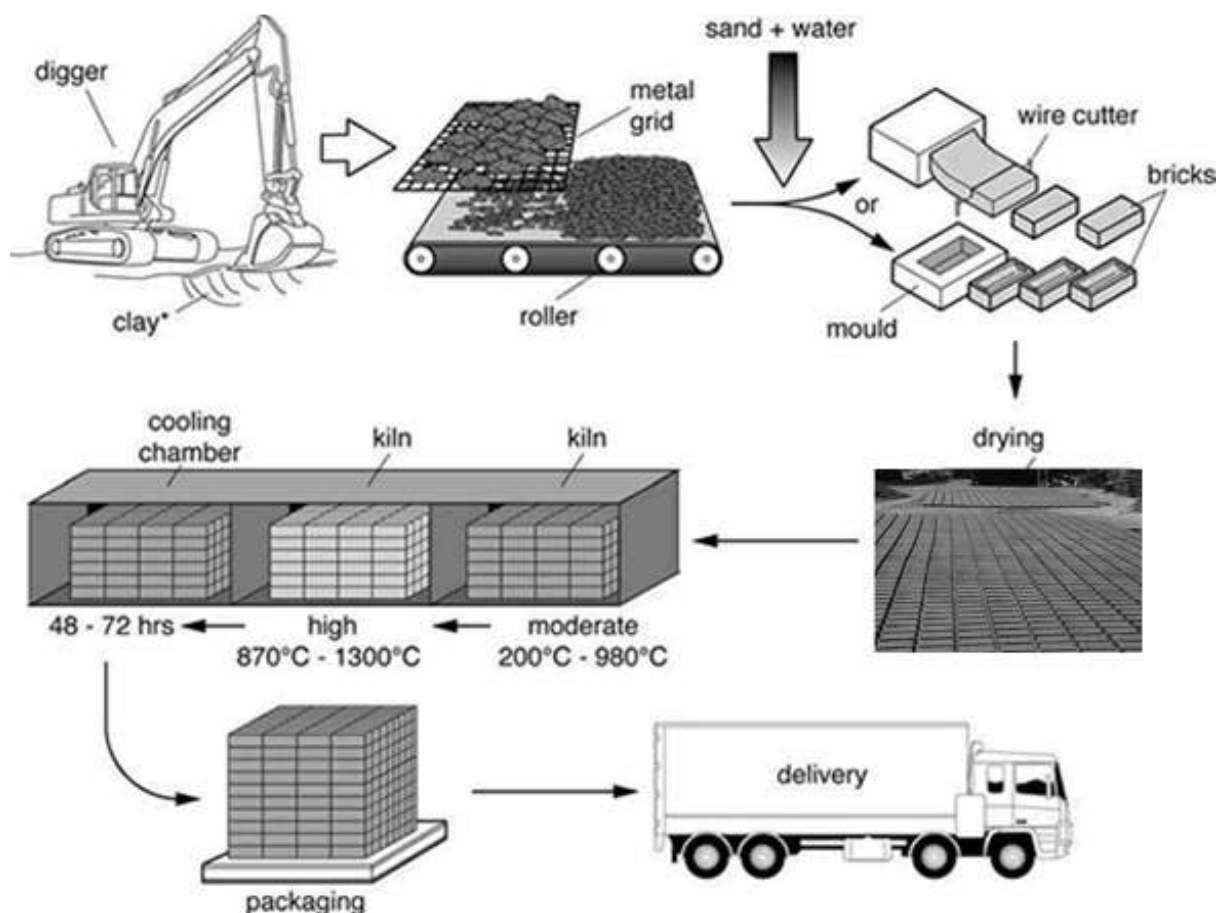 digger
clay*
metal
grid
roller
sand + water
or
wire cutter
bricks
mould
drying
cooling
chamber
kiln
kiln
48 - 72 hrs
high
870°C - 1300°C
moderate
200°C - 980°C
packaging
delivery